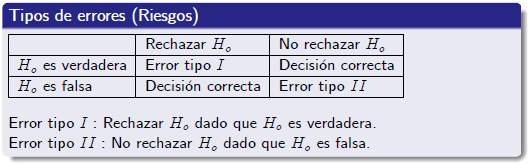 Tipos de errores (Riesgos)
Rechazar H_o No rechazar H_o
H_o es verdadera Error tipo I Decisión correcta
H_o es falsa Decisión correcta Error tipo II
Error tipo I : Rechazar H_o dado que H_o es verdadera.
Error tipo II : No rechazar H_o dado que H_o es falsa.